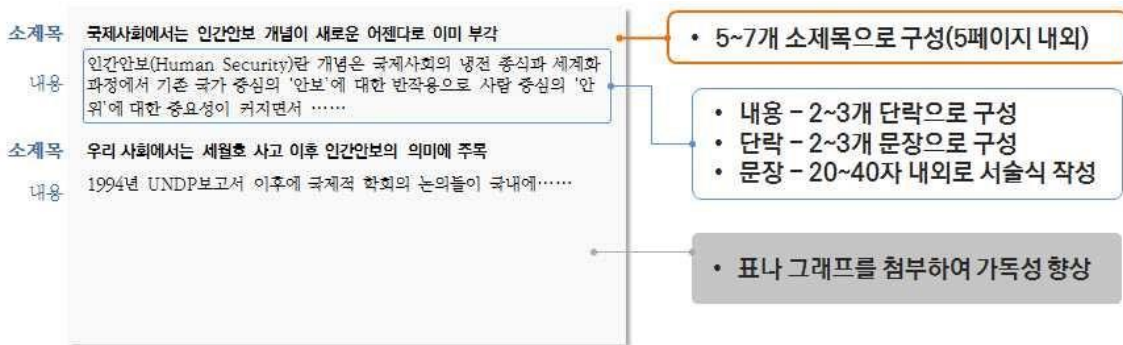 소제목 국제사회에서는 인간안보 개념이 새로운 어젠다로 이미 부각
내용 인간안보(Human Security)란 개념은 국제사회의 냉전 종식과 세계화
과정에서 기존 국가 중심의 '안보'에 대한 반작용으로 사람 중심의 '안
위'에 대한 중요성이 커지면서 ……
소제목 우리 사회에서는 세월호 사고 이후 인간안보의 의미에 주목
내용 1994년 UNDP보고서 이후에 국제적 학회의 논의들이 국내에……
• 5~7개 소제목으로 구성(5페이지 내외)
• 내용 – 2~3개 단락으로 구성
• 단락 – 2~3개 문장으로 구성
• 문장 – 20~40자 내외로 서술식 작성
• 표나 그래프를 첨부하여 가독성 향상